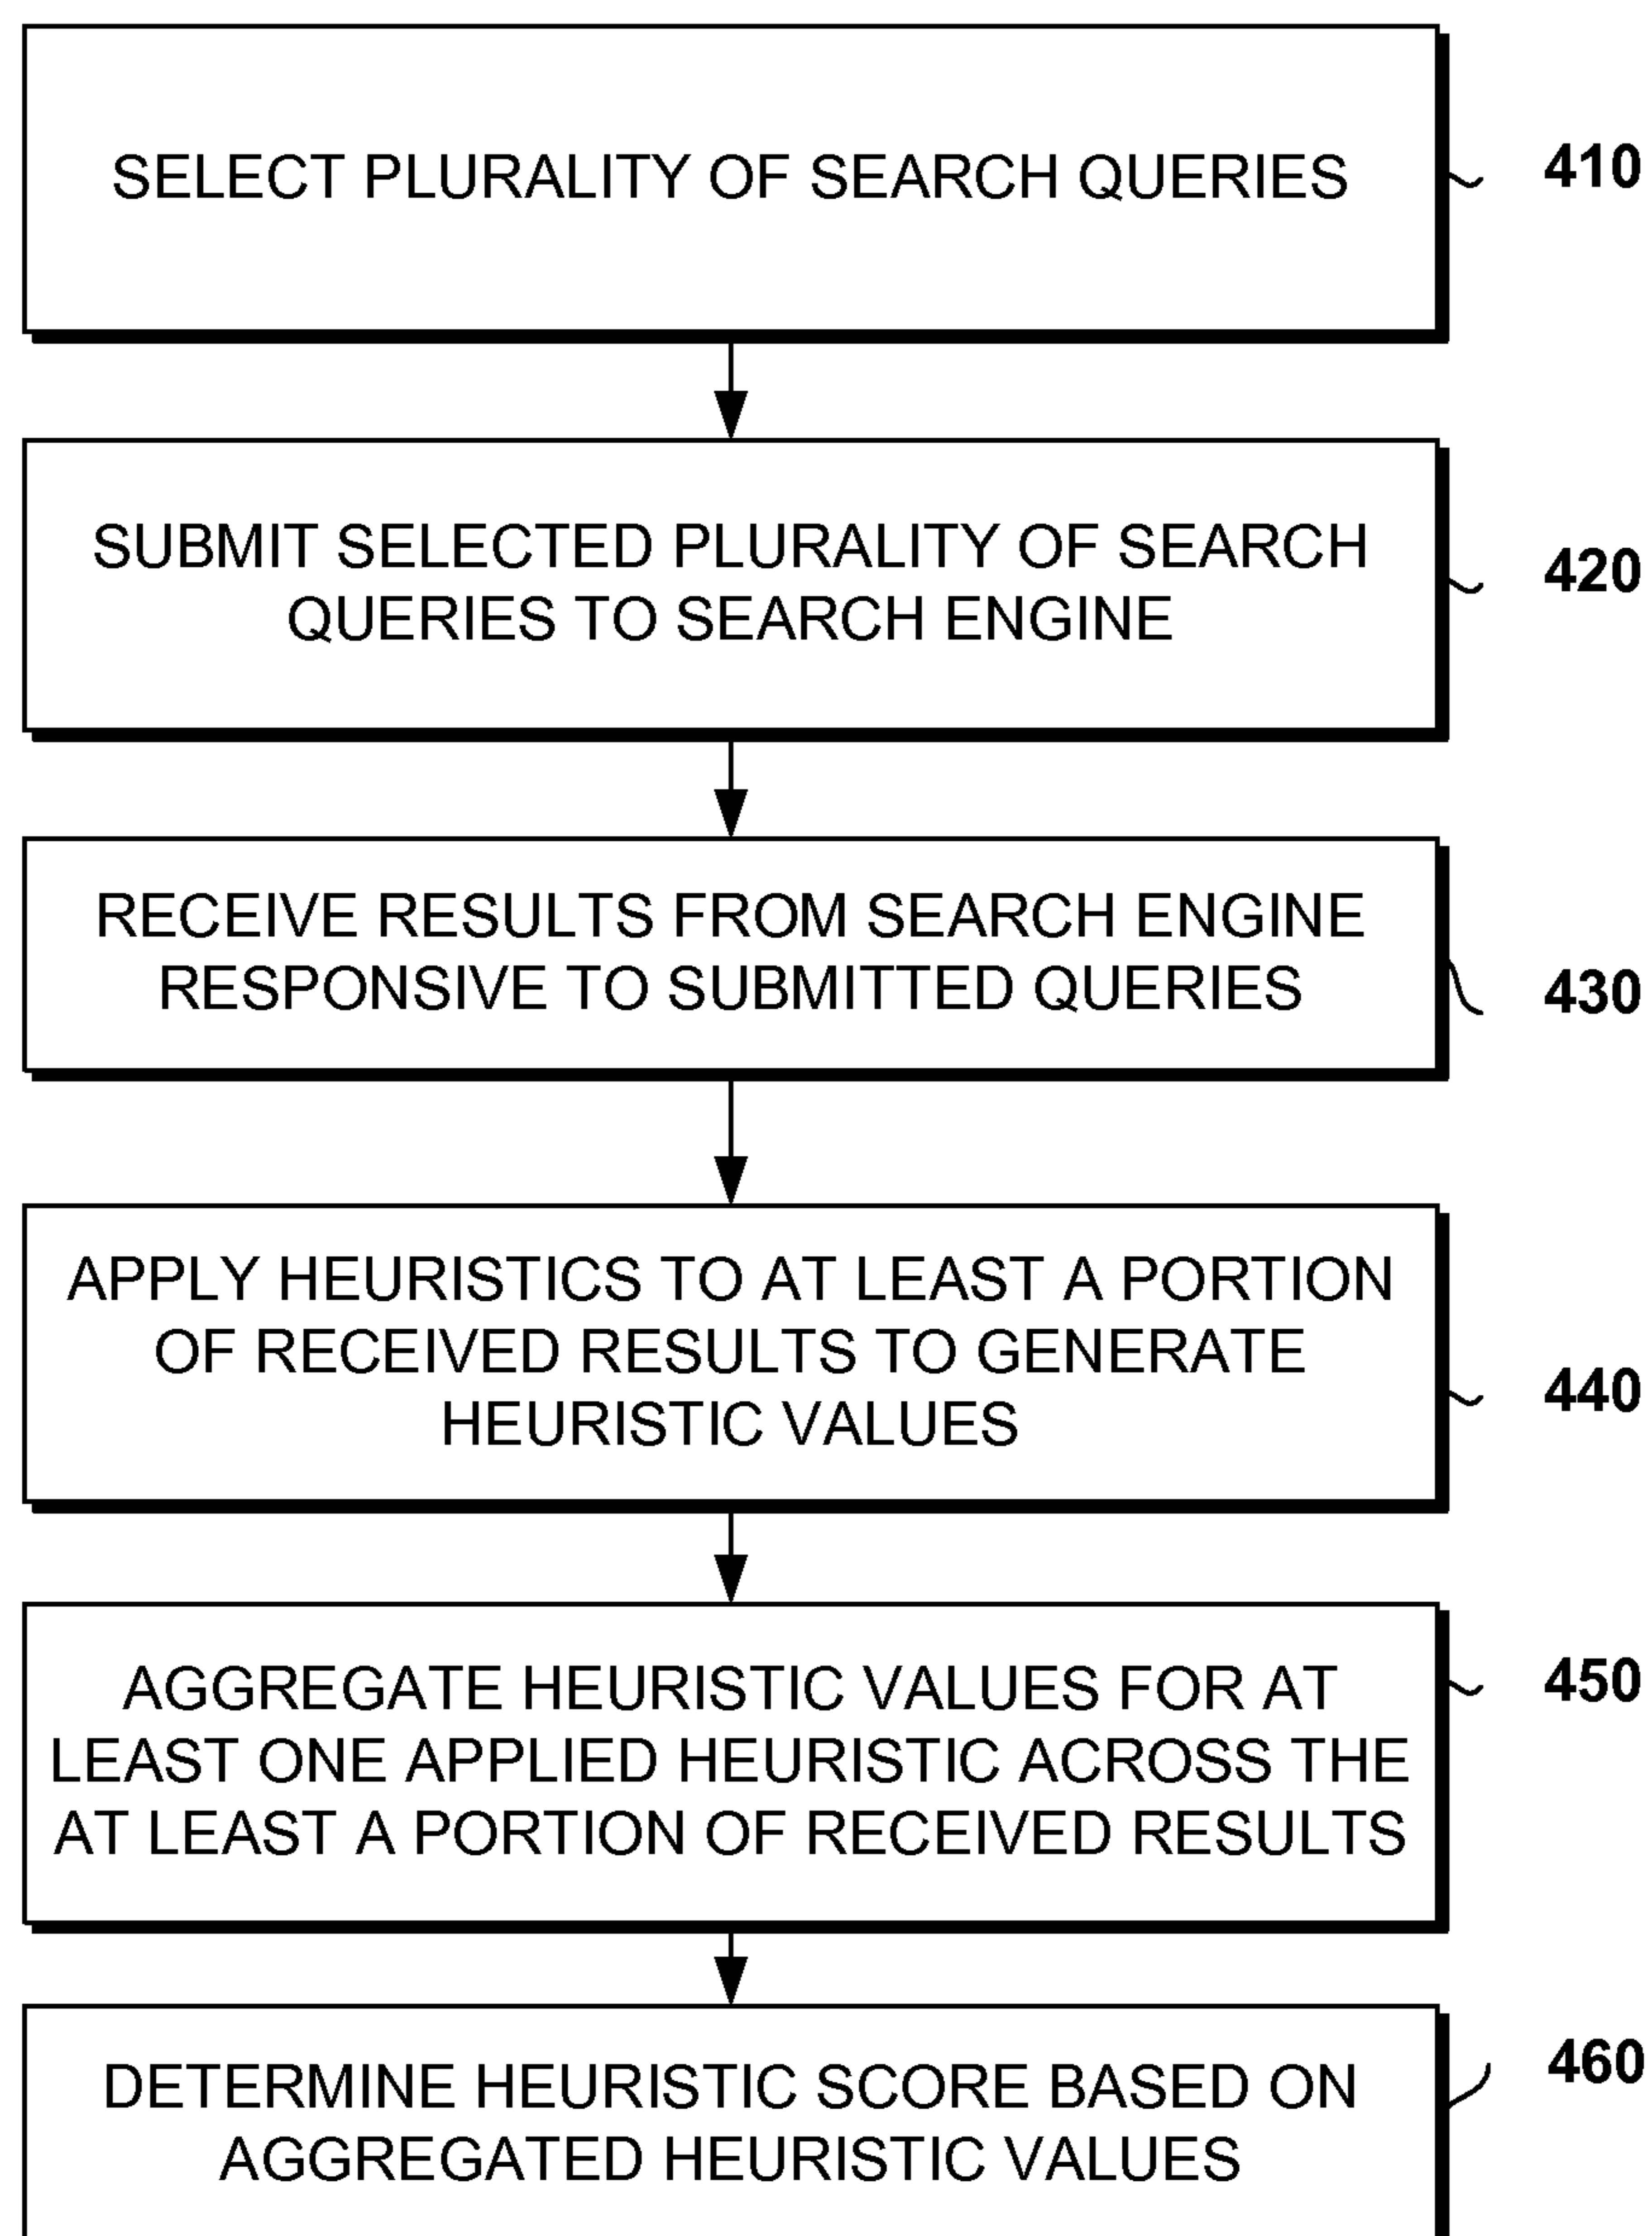 SELECT PLURALITY OF SEARCH QUERIES
410
SUBMIT SELECTED PLURALITY OF SEARCH
QUERIES TO SEARCH ENGINE
420
RECEIVE RESULTS FROM SEARCH ENGINE
RESPONSIVE TO SUBMITTED QUERIES
430
APPLY HEURISTICS TO AT LEAST A PORTION
OF RECEIVED RESULTS TO GENERATE
HEURISTIC VALUES
440
AGGREGATE HEURISTIC VALUES FOR AT
LEAST ONE APPLIED HEURISTIC ACROSS THE
AT LEAST A PORTION OF RECEIVED RESULTS
450
DETERMINE HEURISTIC SCORE BASED ON
AGGREGATED HEURISTIC VALUES
460